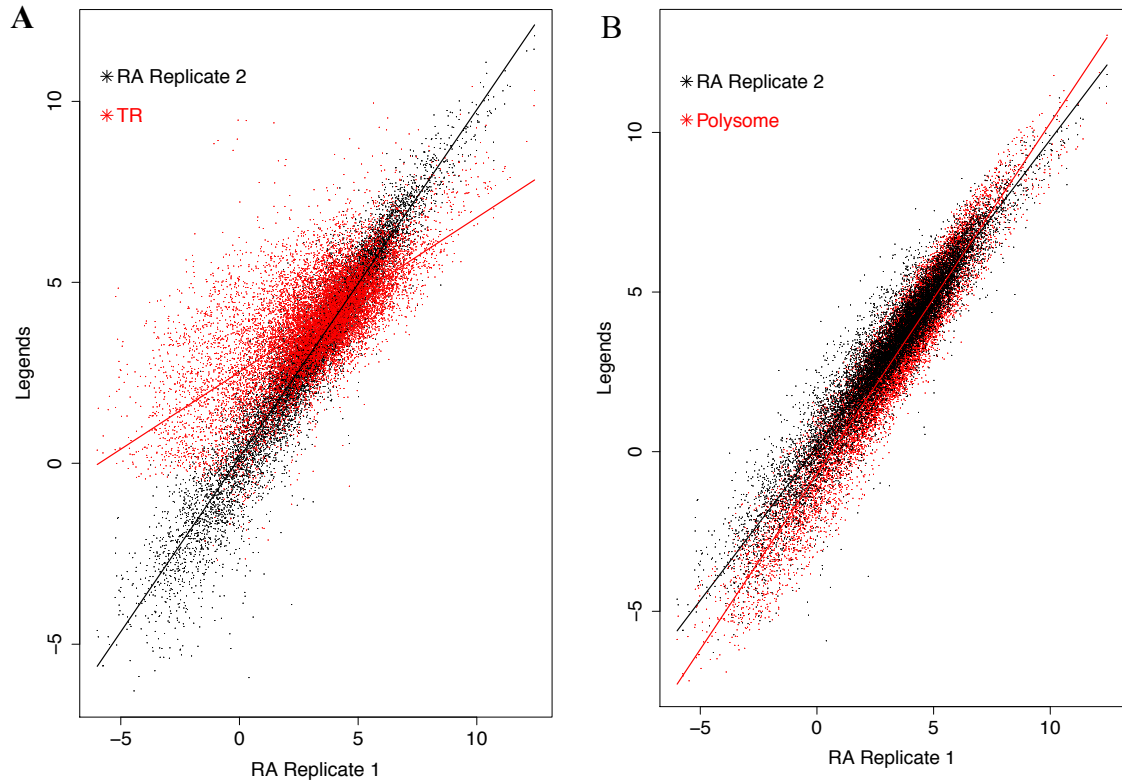 A
✳RA Replicate 2
✳TR
Legends
10
5
0
−5
−5 0 5 10
RA Replicate 1
B
✳RA Replicate 2
✳Polysome
Legends
10
5
0
−5
−5 0 5 10
RA Replicate 1